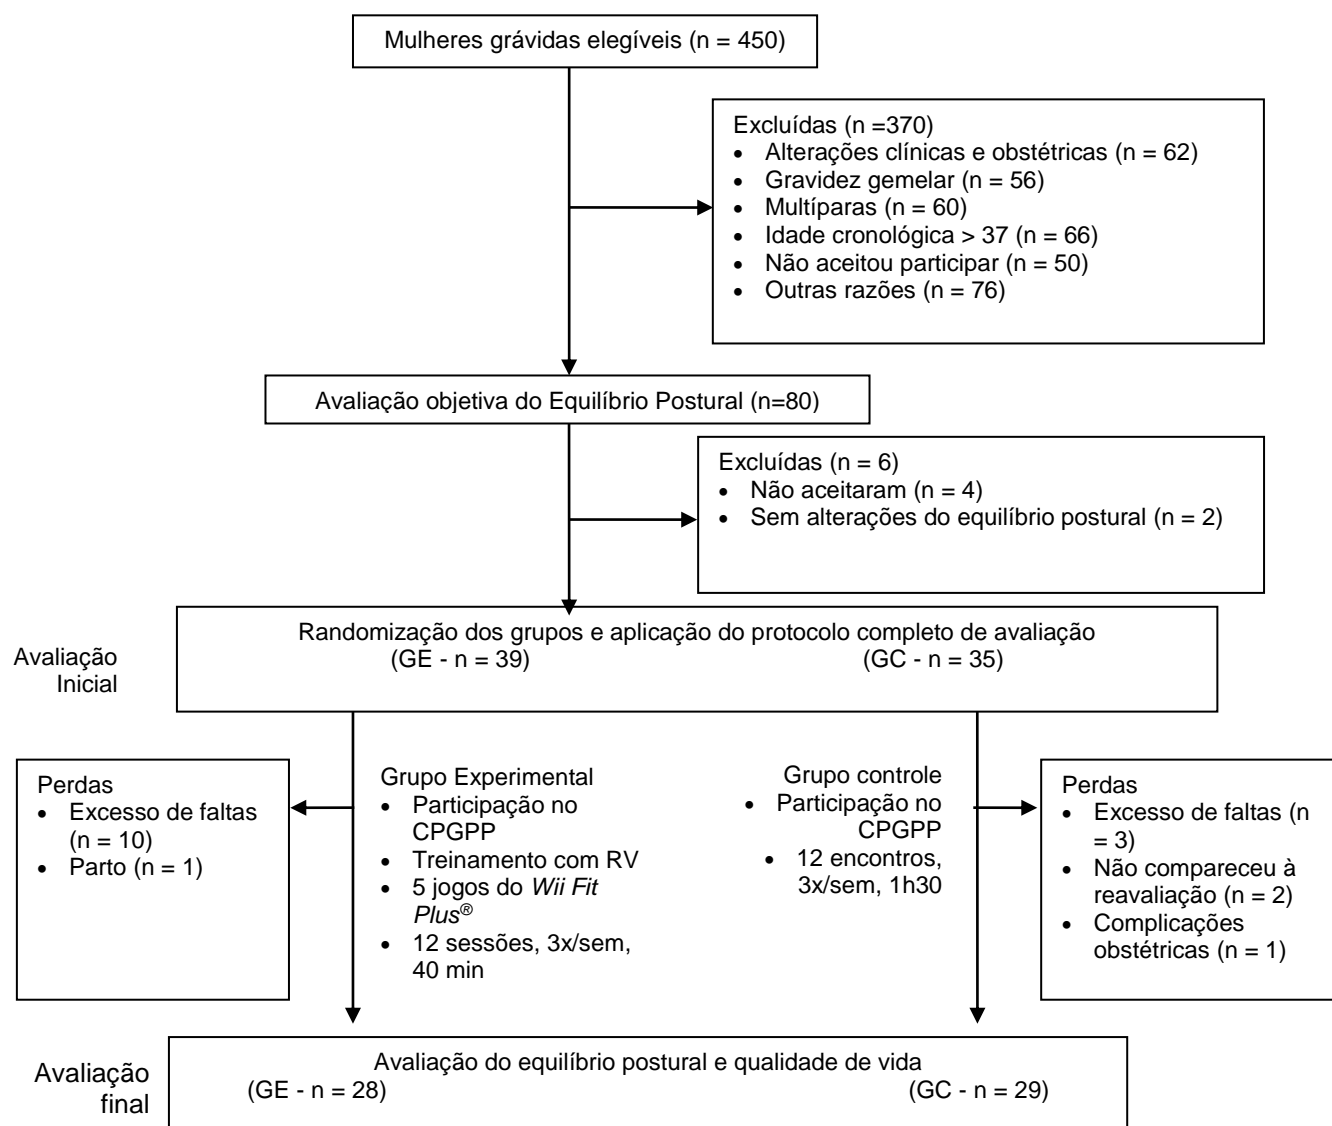 Mulheres grávidas elegíveis (n = 450)
Excluídas (n =370)
• Alterações clínicas e obstétricas (n = 62)
• Gravidez gemelar (n = 56)
• Multíparas (n = 60)
• Idade cronológica > 37 (n = 66)
• Não aceitou participar (n = 50)
• Outras razões (n = 76)
Avaliação objetiva do Equilíbrio Postural (n=80)
Excluídas (n = 6)
• Não aceitaram (n = 4)
• Sem alterações do equilíbrio postural (n = 2)
Avaliação
Inicial
Randomização dos grupos e aplicação do protocolo completo de avaliação
(GE - n = 39) (GC - n = 35)
Perdas
• Excesso de faltas
(n = 10)
• Parto (n = 1)
Grupo Experimental
• Participação no
CPGPP
• Treinamento com RV
• 5 jogos do Wii Fit
Plus®
• 12 sessões, 3x/sem,
40 min
Grupo controle
• Participação no
CPGPP
• 12 encontros,
3x/sem, 1h30
Perdas
• Excesso de faltas (n
= 3)
• Não compareceu à
reavaliação (n = 2)
• Complicações
obstétricas (n = 1)
Avaliação
final
Avaliação do equilíbrio postural e qualidade de vida
(GE - n = 28) (GC - n = 29)